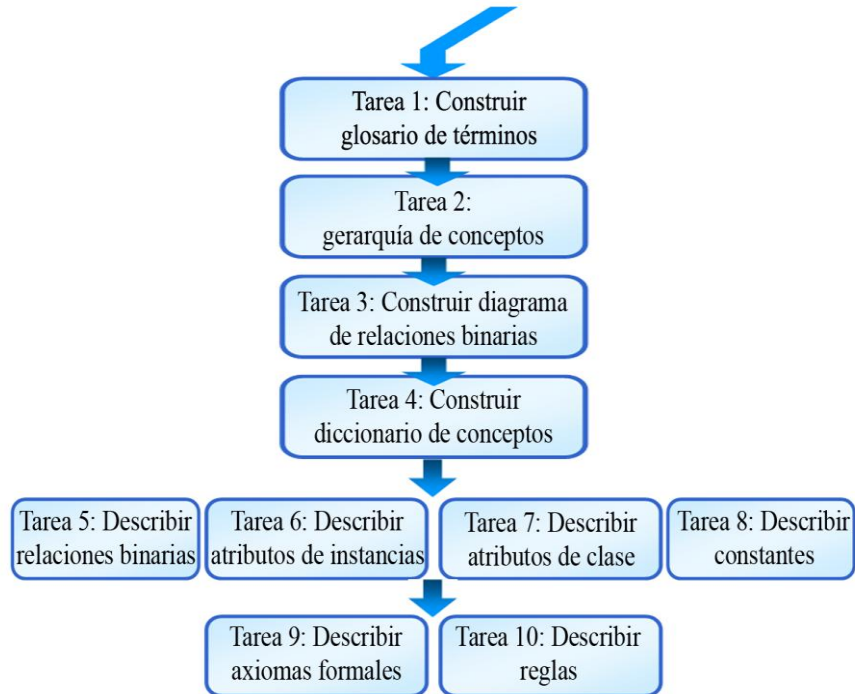 Tarea 1: Construir
glosario de términos
Tarea 2:
gerarquía de conceptos
Tarea 3: Construir diagrama
de relaciones binarias
Tarea 4: Construir
diccionario de conceptos
Tarea 5: Describir
relaciones binarias
Tarea 6: Describir
atributos de instancias
Tarea 7: Describir
atributos de clase
Tarea 8: Describir
constantes
Tarea 9: Describir
axiomas formales
Tarea 10: Describir
reglas